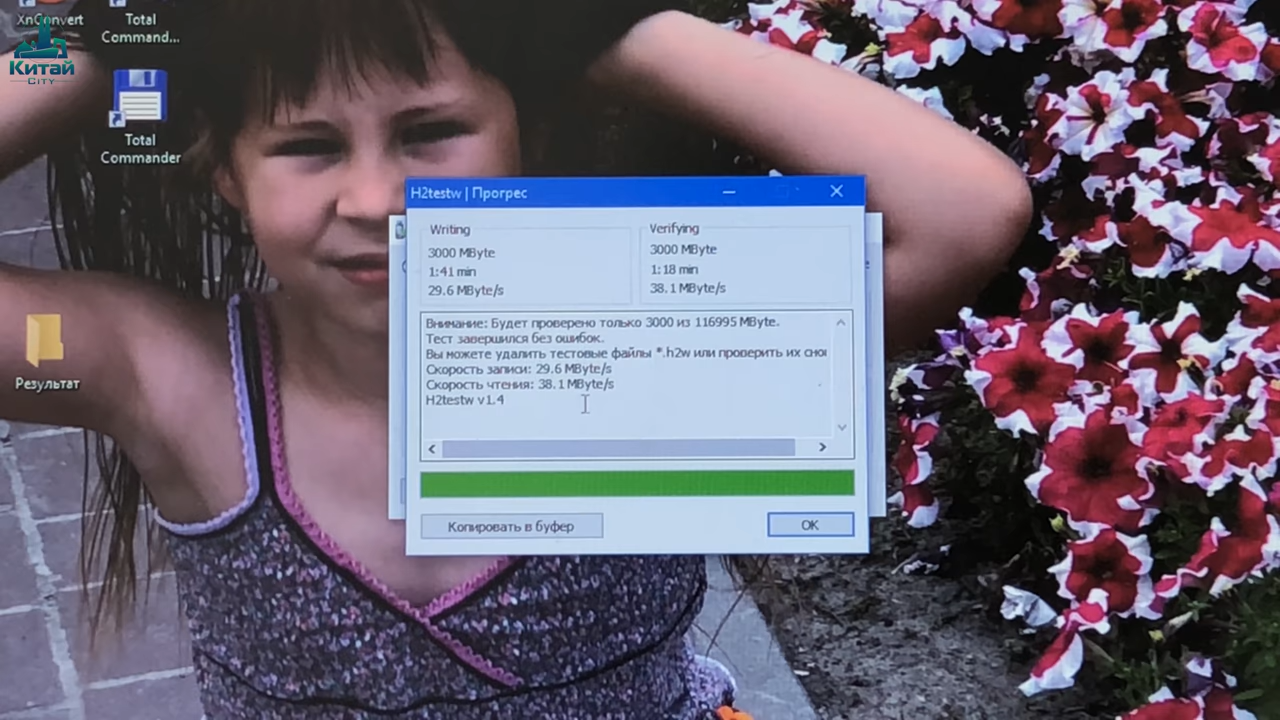 XnConvert
Total
Command...
Китай
City
Total
Commander
Результат
H2testw | Прогрес
Writing
3000 MByte
1:41 min
29.6 MByte/s
Verifying
3000 MByte
1:18 min
38.1 MByte/s
Внимание: Будет проверено только 3000 из 116995 MByte.
Тест завершился без ошибок.
Вы можете удалить тестовые файлы *.h2w или проверить их
Скорость записи: 29.6 MByte/s
Скорость чтения: 38.1 MByte/s
H2testw v1.4
Копировать в буфер
OK